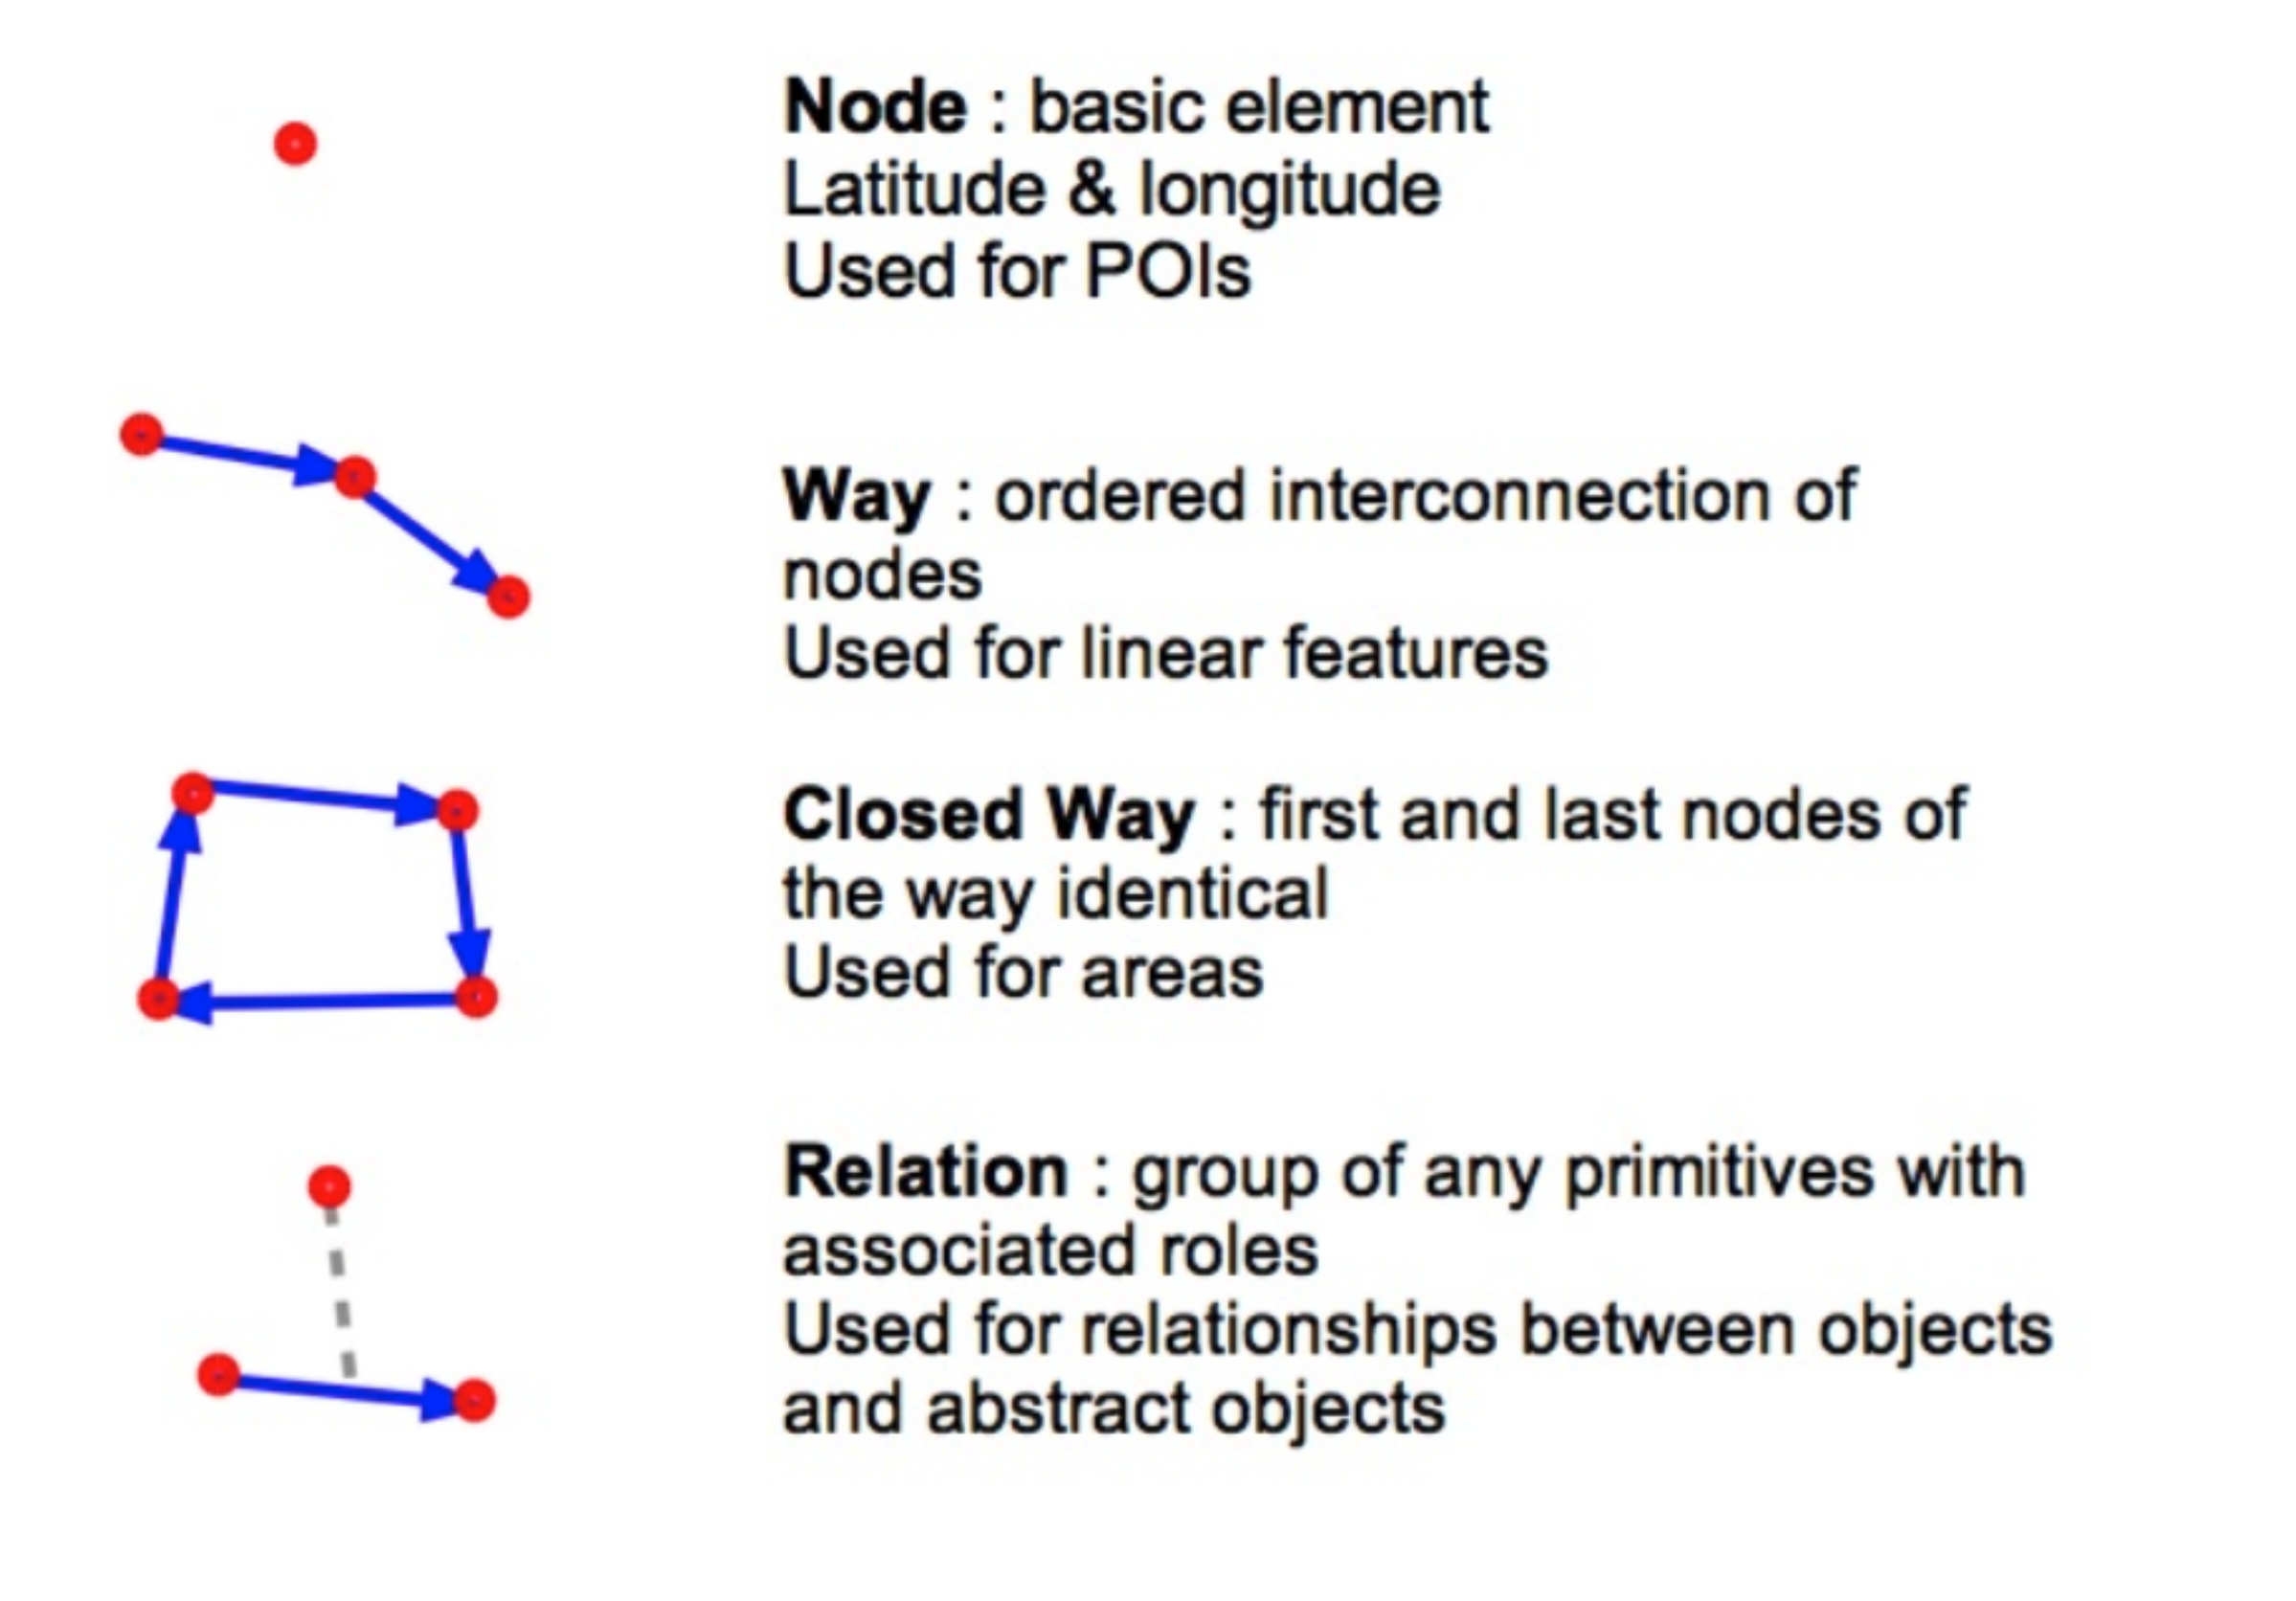 Node : basic element
Latitude & longitude
Used for POIs
Way : ordered interconnection of
nodes
Used for linear features
Closed Way : first and last nodes of
the way identical
Used for areas
Relation : group of any primitives with
associated roles
Used for relationships between objects
and abstract objects